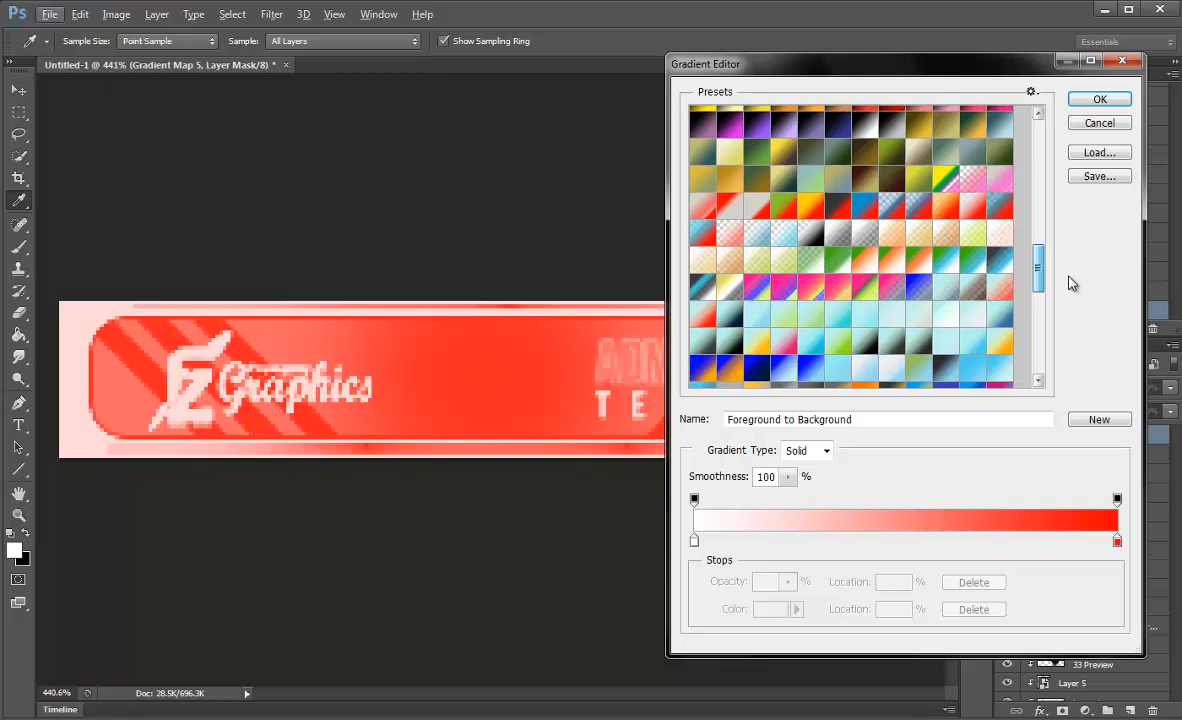 Ps File Edit Image Layer Type Select Filter 3D View Window Help
Sample Size: Point Sample Sample: All Layers Show Sampling Ring Essentials
Untitled-1 @ 441% (Gradient Map 5, Layer Mask/8) * ×
Gradient Editor
Presets
OK
Cancel
Load...
Save...
EZ Graphics
T E
Name: Foreground to Background New
Gradient Type: Solid
Smoothness: 100 %
Stops
Opacity: % Location: % Delete
Color: Location: % Delete
33 Preview
Layer 5
440.6% Doc: 28.5K/696.3K
Timeline